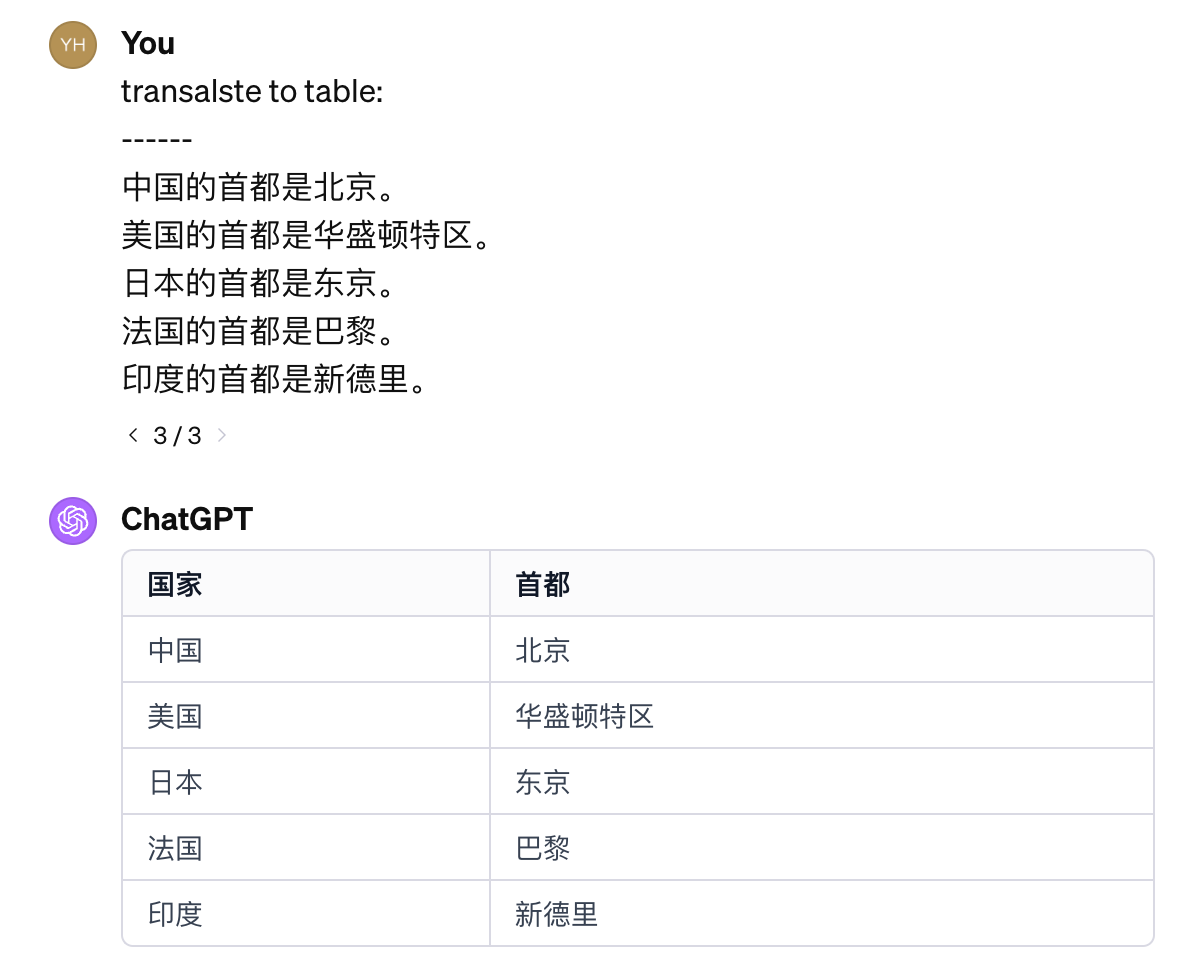 YH
You
transalste to table:
------
中国的首都是北京。
美国的首都是华盛顿特区。
日本的首都是东京。
法国的首都是巴黎。
印度的首都是新德里。
< 3 / 3 >
ChatGPT
国家 首都
中国 北京
美国 华盛顿特区
日本 东京
法国 巴黎
印度 新德里